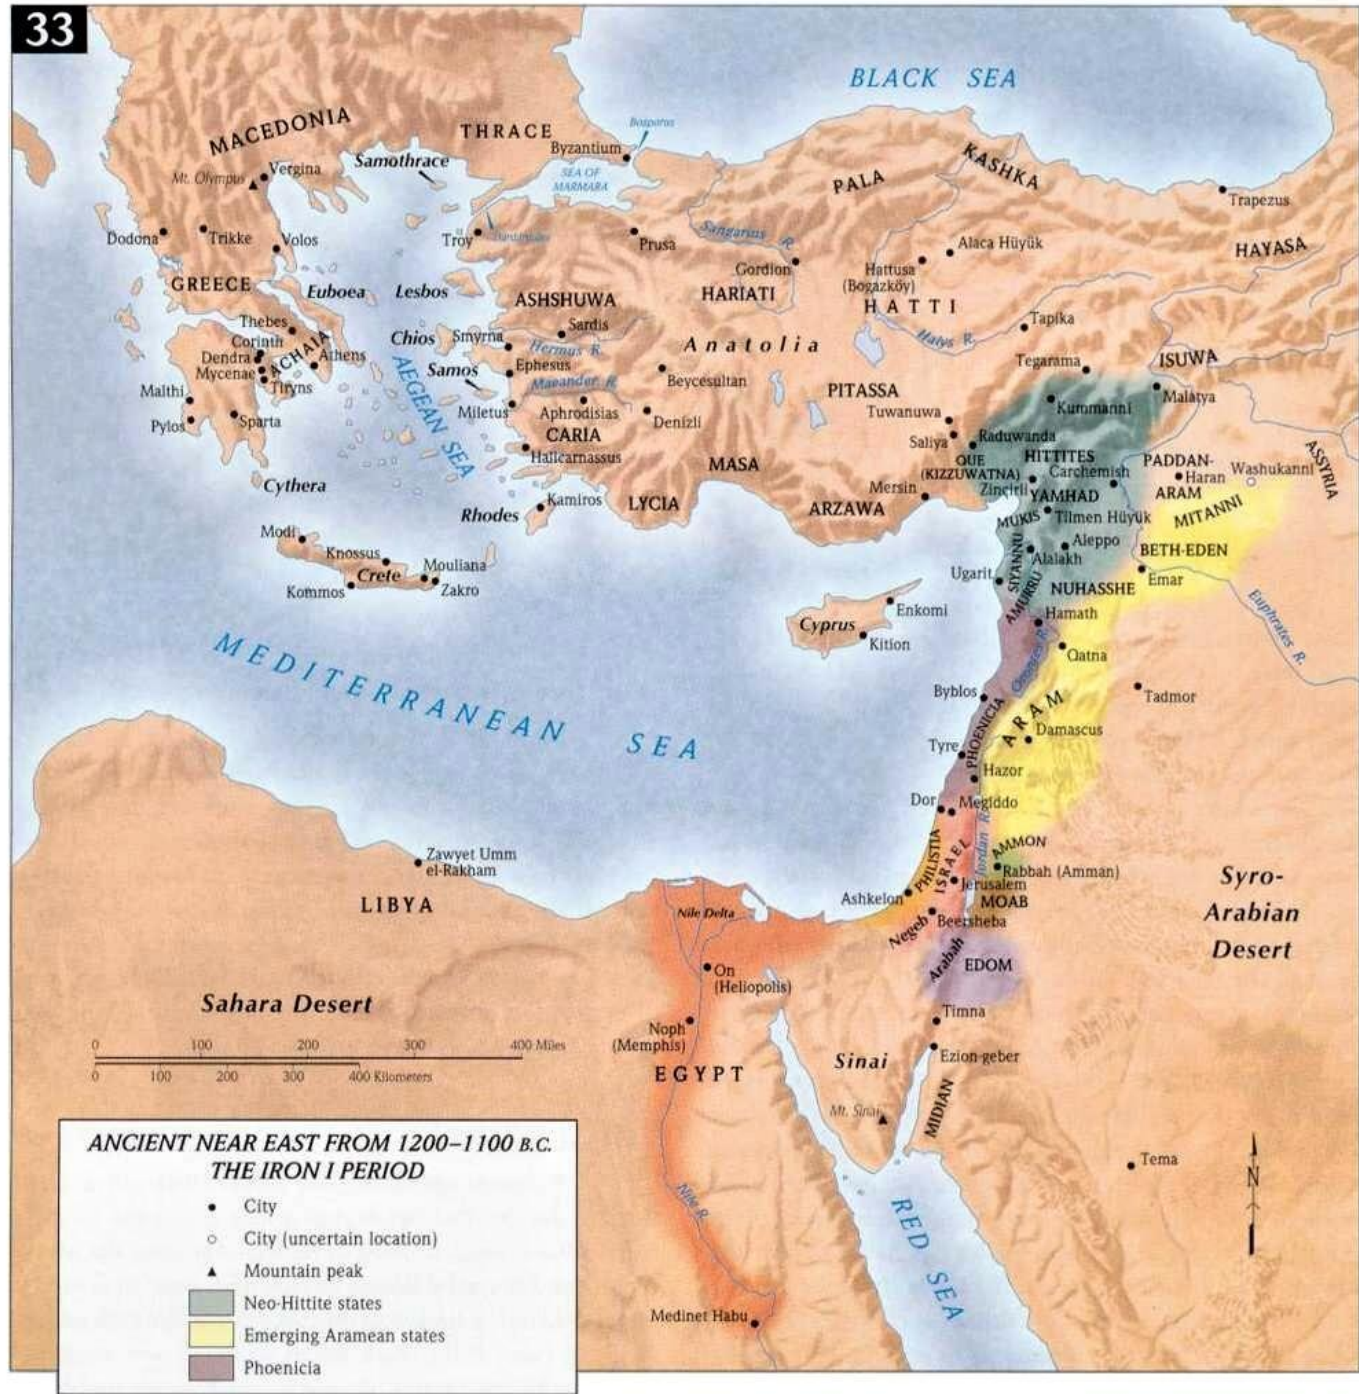 33
BLACK SEA
MACEDONIA
THRACE
Bosporus
Byzantium
Samothrace
SEA OF
MARMARA
KASHKA
PALA
Mt. Olympus
Vergina
Trapezus
Dodona
Trikke
Volos
Troy
Dardanelles
Prusa
Sangarius R.
Gordion
Alaca Hüyük
Hattusa
(Bogazköy)
HAYASA
GREECE
Euboea
Lesbos
ASHSHUWA
HARIATI
HATTI
Thebes
Corinth
Dendra
Mycenae
ACHAIA
Athens
Tiryns
Chios
Smyrna
Sardis
Hermus R.
Anatolia
Halys R.
Tapika
Tegarama
ISUWA
Samos
Ephesus
Maeander R.
Beycesultan
PITASSA
Kummanni
Malatya
Malthi
Pylos
Sparta
AEGEAN SEA
Miletus
Aphrodisias
Denizli
CARIA
Halicarnassus
Tuwanuwa
Saliya
Raduwanda
HITTITES
QUE
(KIZZUWATNA)
Carchemish
PADDAN-
ARAM
Haran
Washukanni
ASSYRIA
Cythera
MASA
Mersin
Zincirli
YAMHAD
MITANNI
Rhodes
Kamiros
LYCIA
ARZAWA
MUKIS
Tilmen Hüyük
Modi
Knossus
Crete
Mouliana
Zakro
Kommos
Aleppo
Alalakh
BETH-EDEN
Emar
SIYANNU
Ugarit
AMURRU
NUHASSHE
Euphrates R.
Enkomi
Cyprus
Kition
Hamath
Orontes R.
Qatna
MEDITERRANEAN SEA
Byblos
Tadmor
PHOENICIA
ARAM
Damascus
Tyre
Hazor
Dor
Megiddo
Jordan R.
PHILISTIA
ISRAEL
AMMON
Rabbah (Amman)
Ashkelon
Jerusalem
MOAB
Negeb
Beersheba
Arabah
EDOM
Syro-
Arabian
Desert
Zawyet Umm
el-Rakham
LIBYA
Nile Delta
On
(Heliopolis)
Sahara Desert
Noph
(Memphis)
EGYPT
Timna
Ezion-geber
Sinai
Mt. Sinai
MIDIAN
Tema
N
Nile R.
RED SEA
Medinet Habu
0 100 200 300 400 Miles
0 100 200 300 400 Kilometers
ANCIENT NEAR EAST FROM 1200–1100 B.C.
THE IRON I PERIOD
City
City (uncertain location)
Mountain peak
Neo-Hittite states
Emerging Aramean states
Phoenicia